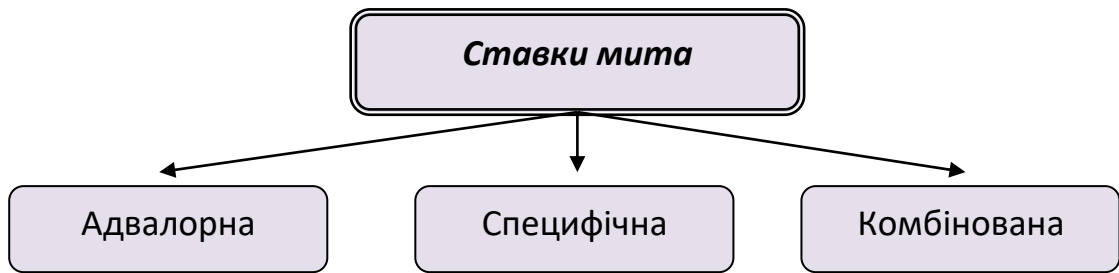 Ставки мита
Адвалорна
Специфічна
Комбінована